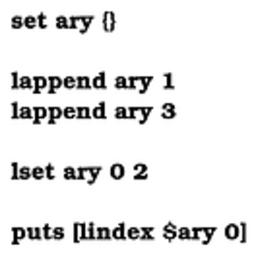 set ary {}
lappend ary 1
lappend ary 3
lset ary 0 2
puts [lindex $ary 0]